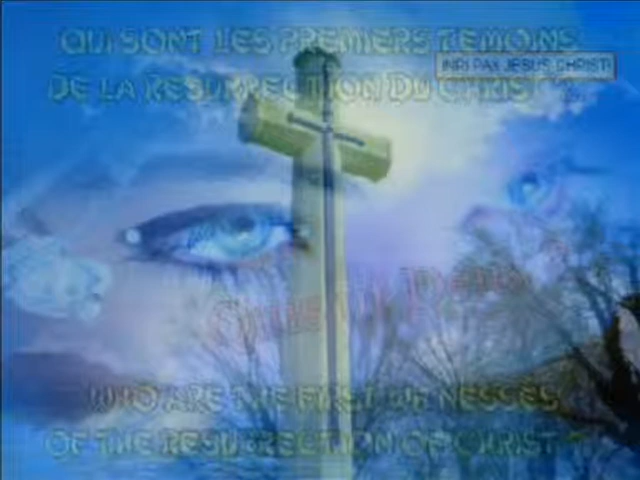 QUI SONT LES PREMIERS TEMOINS
INRI PAX JESUS CHRIST!
DE LA RESURRECTION DU CHRIST
WHO ARE THE FIRST WITNESSES
OF THE RESURRECTION OF CHRIST